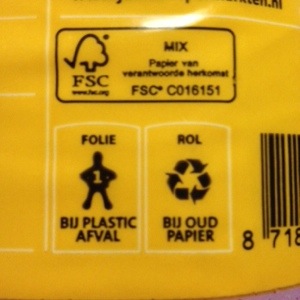 MIX
Papier van
verantwoorde herkomst
FSC® C016151
FSC
www.fsc.org
FOLIE
1
BIJ PLASTIC
AFVAL
ROL
BIJ OUD
PAPIER
8 718